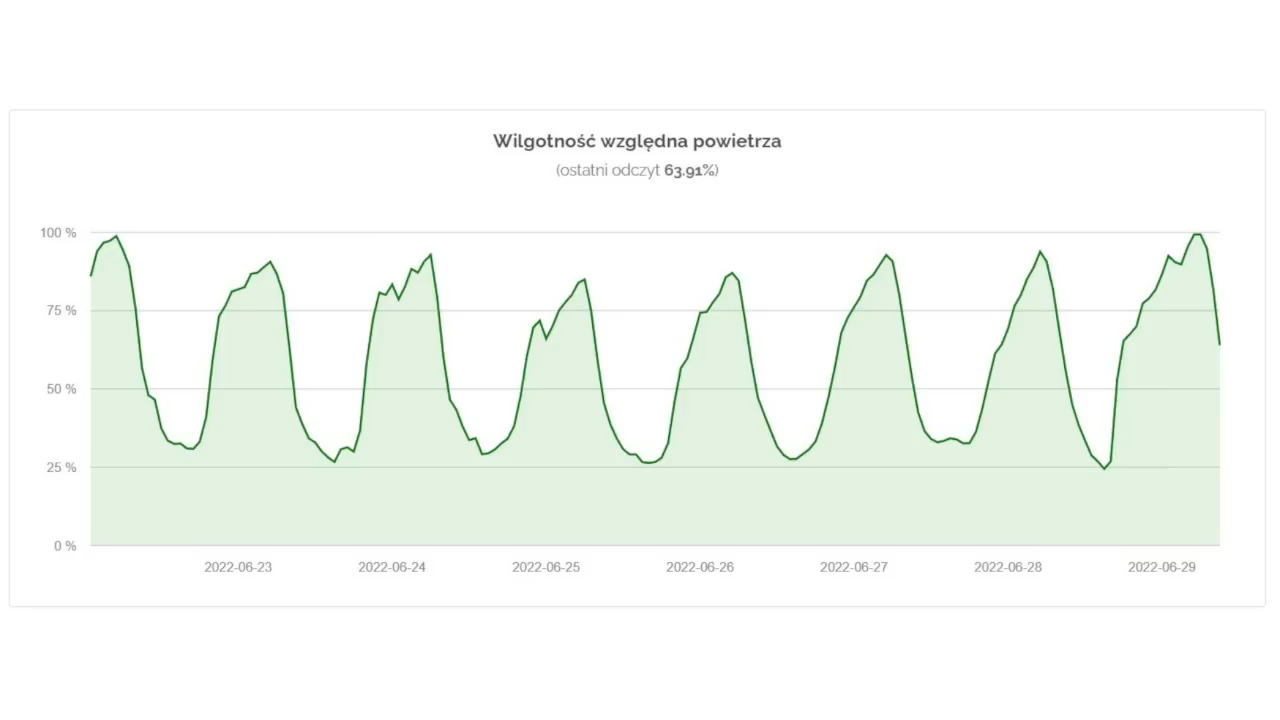 Wilgotność względna powietrza
(ostatni odczyt 63.91%)
100 %
75 %
50 %
25 %
0 %
2022-06-23 2022-06-24 2022-06-25 2022-06-26 2022-06-27 2022-06-28 2022-06-29